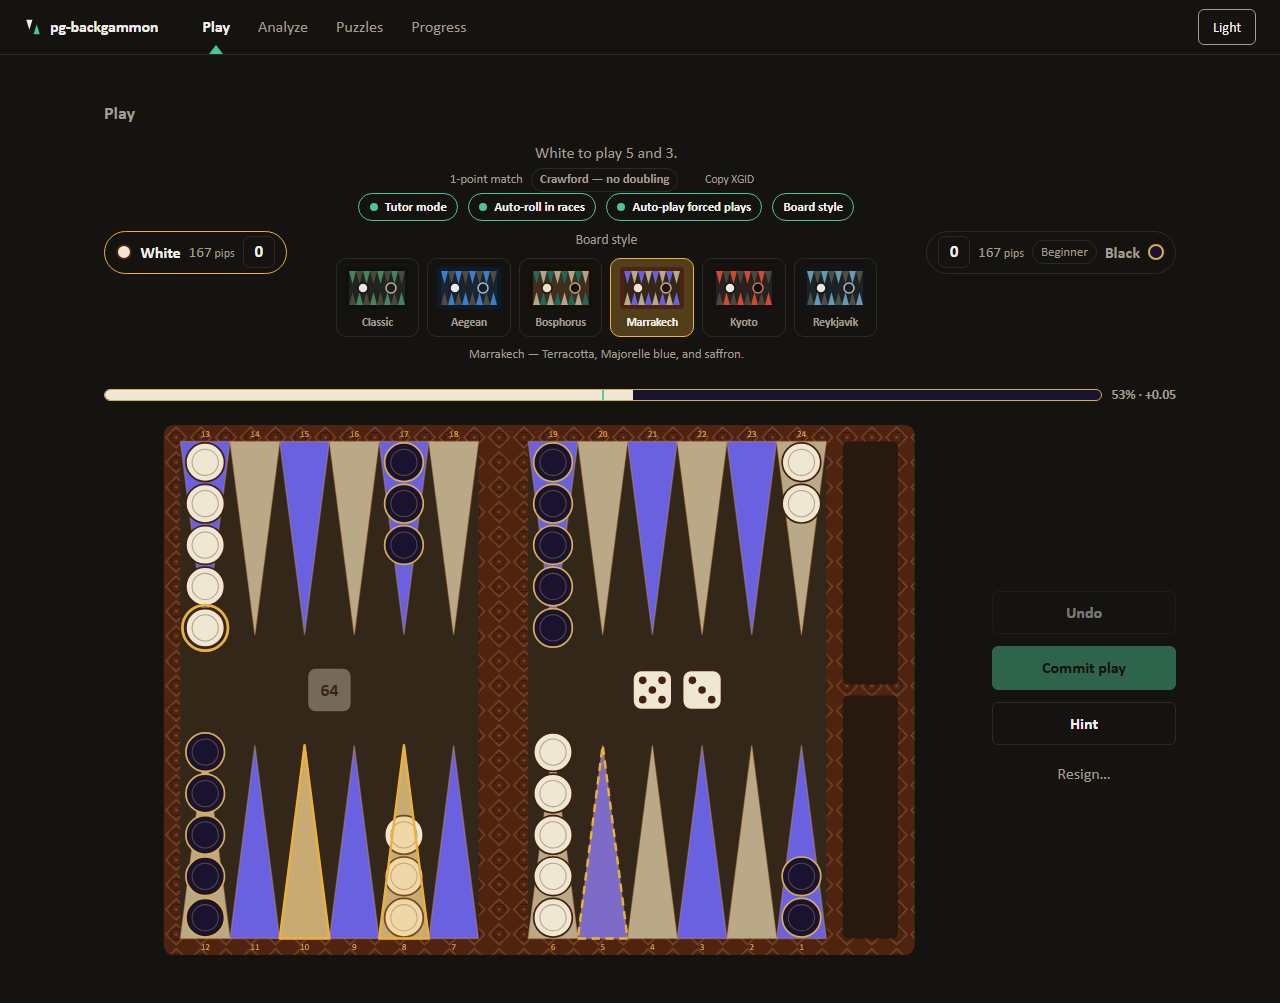 pg-backgammon Play Analyze Puzzles Progress Light
Play
White to play 5 and 3.
1-point match Crawford — no doubling Copy XGID
Tutor mode Auto-roll in races Auto-play forced plays Board style
Board style
White 167 pips 0
0 167 pips Beginner Black
Classic Aegean Bosphorus Marrakech Kyoto Reykjavík
Marrakech — Terracotta, Majorelle blue, and saffron.
53% · +0.05
13 14 15 16 17 18 19 20 21 22 23 24
64
Undo
Commit play
Hint
Resign...
12 11 10 9 8 7 6 5 4 3 2 1